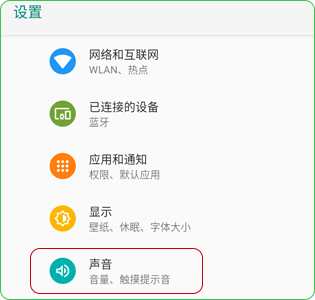 设置
网络和互联网
WLAN、热点
已连接的设备
蓝牙
应用和通知
权限、默认应用
显示
壁纸、休眠、字体大小
声音
音量、触摸提示音